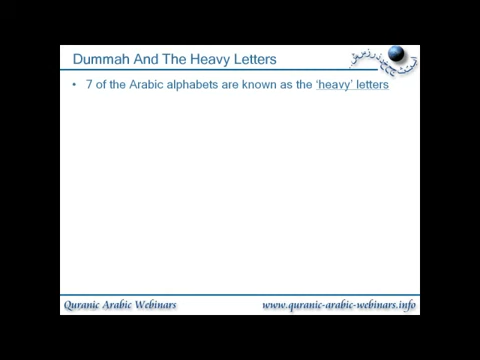 Dummah And The Heavy Letters
• 7 of the Arabic alphabets are known as the ‘heavy’ letters
Quranic Arabic Webinars
www.quranic-arabic-webinars.info